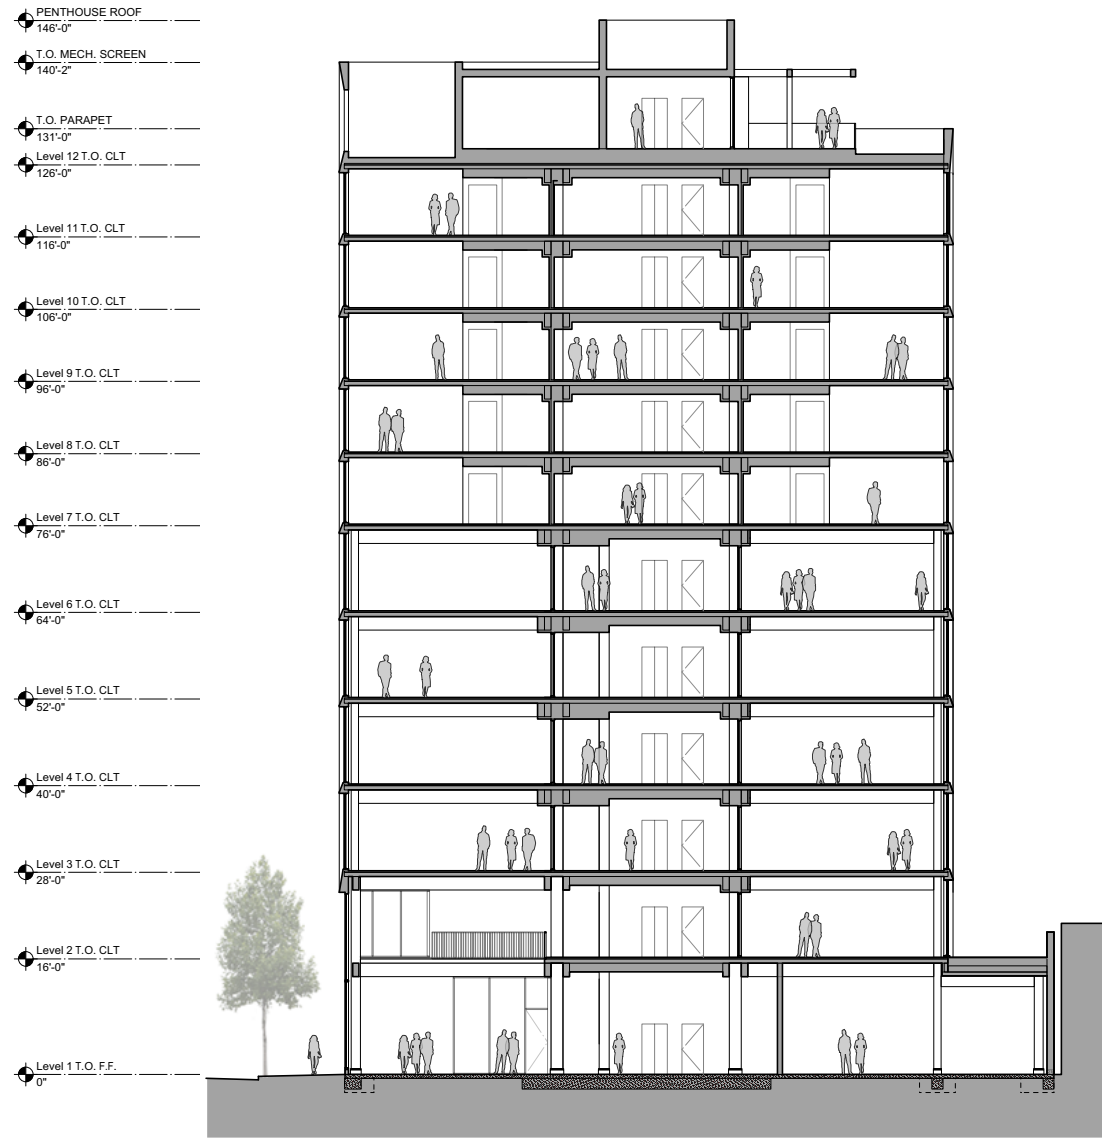 PENTHOUSE ROOF
146'-0"
T.O. MECH. SCREEN
140'-2"
T.O. PARAPET
131'-0"
Level 12 T.O. CLT
126'-0"
Level 11 T.O. CLT
116'-0"
Level 10 T.O. CLT
106'-0"
Level 9 T.O. CLT
96'-0"
Level 8 T.O. CLT
86'-0"
Level 7 T.O. CLT
76'-0"
Level 6 T.O. CLT
64'-0"
Level 5 T.O. CLT
52'-0"
Level 4 T.O. CLT
40'-0"
Level 3 T.O. CLT
28'-0"
Level 2 T.O. CLT
16'-0"
Level 1 T.O. F.F.
0"